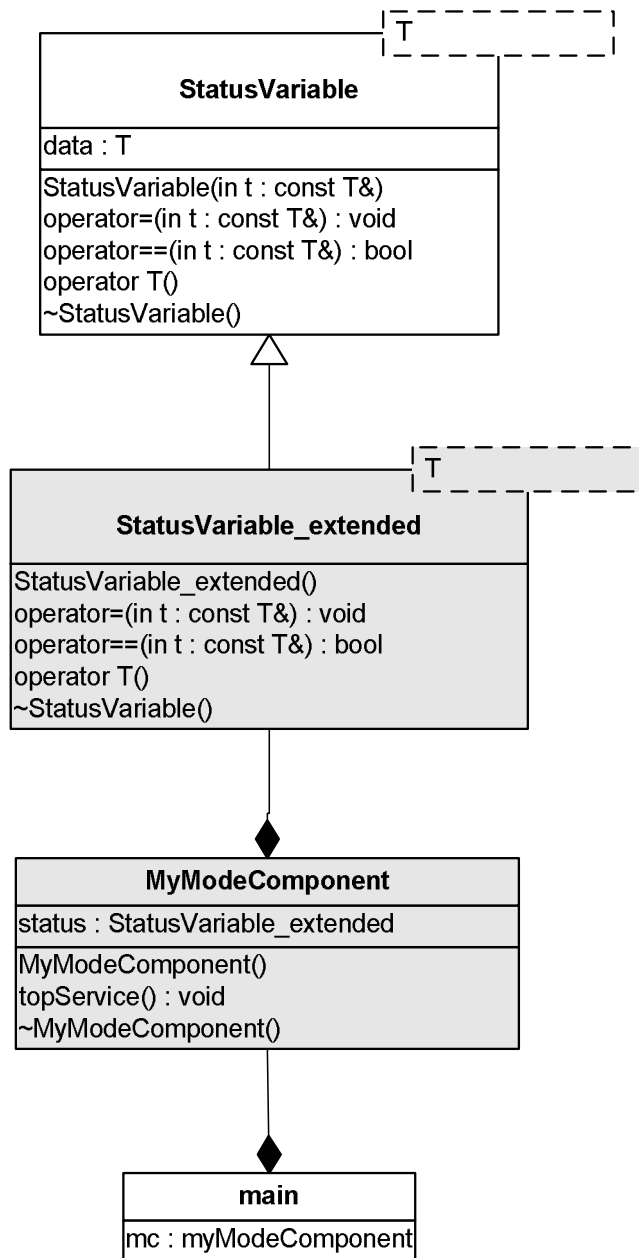 T
StatusVariable
data : T
StatusVariable(in t : const T&)
operator=(in t : const T&) : void
operator==(in t : const T&) : bool
operator T()
~StatusVariable()
T
StatusVariable_extended
StatusVariable_extended()
operator=(in t : const T&) : void
operator==(in t : const T&) : bool
operator T()
~StatusVariable()
MyModeComponent
status : StatusVariable_extended
MyModeComponent()
topService() : void
~MyModeComponent()
main
mc : myModeComponent